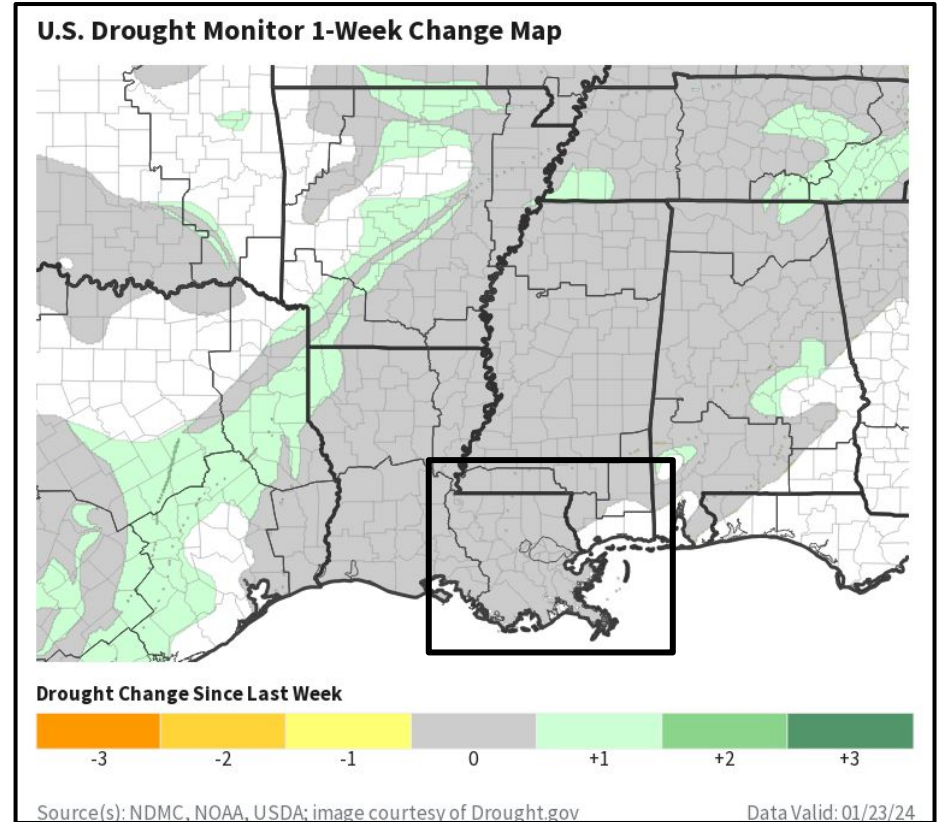 U.S. Drought Monitor 1-Week Change Map
Drought Change Since Last Week
-3 -2 -1 0 +1 +2 +3
Source(s): NDMC, NOAA, USDA; image courtesy of Drought.gov Data Valid: 01/23/24